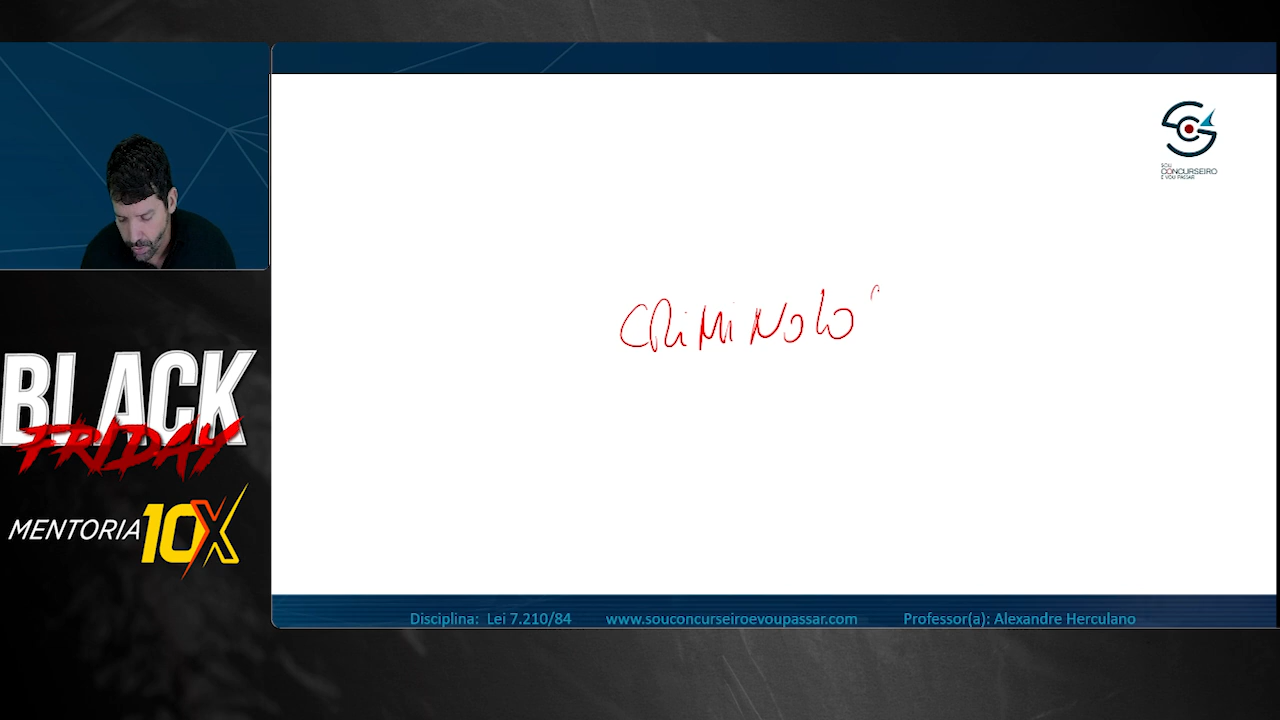 SOU
CONCURSEIRO
E VOU PASSAR
CRiMiNolo
BLACK
FRIDAY
MENTORIA 10X
Disciplina: Lei 7.210/84 www.souconcurseiroevoupassar.com Professor(a): Alexandre Herculano